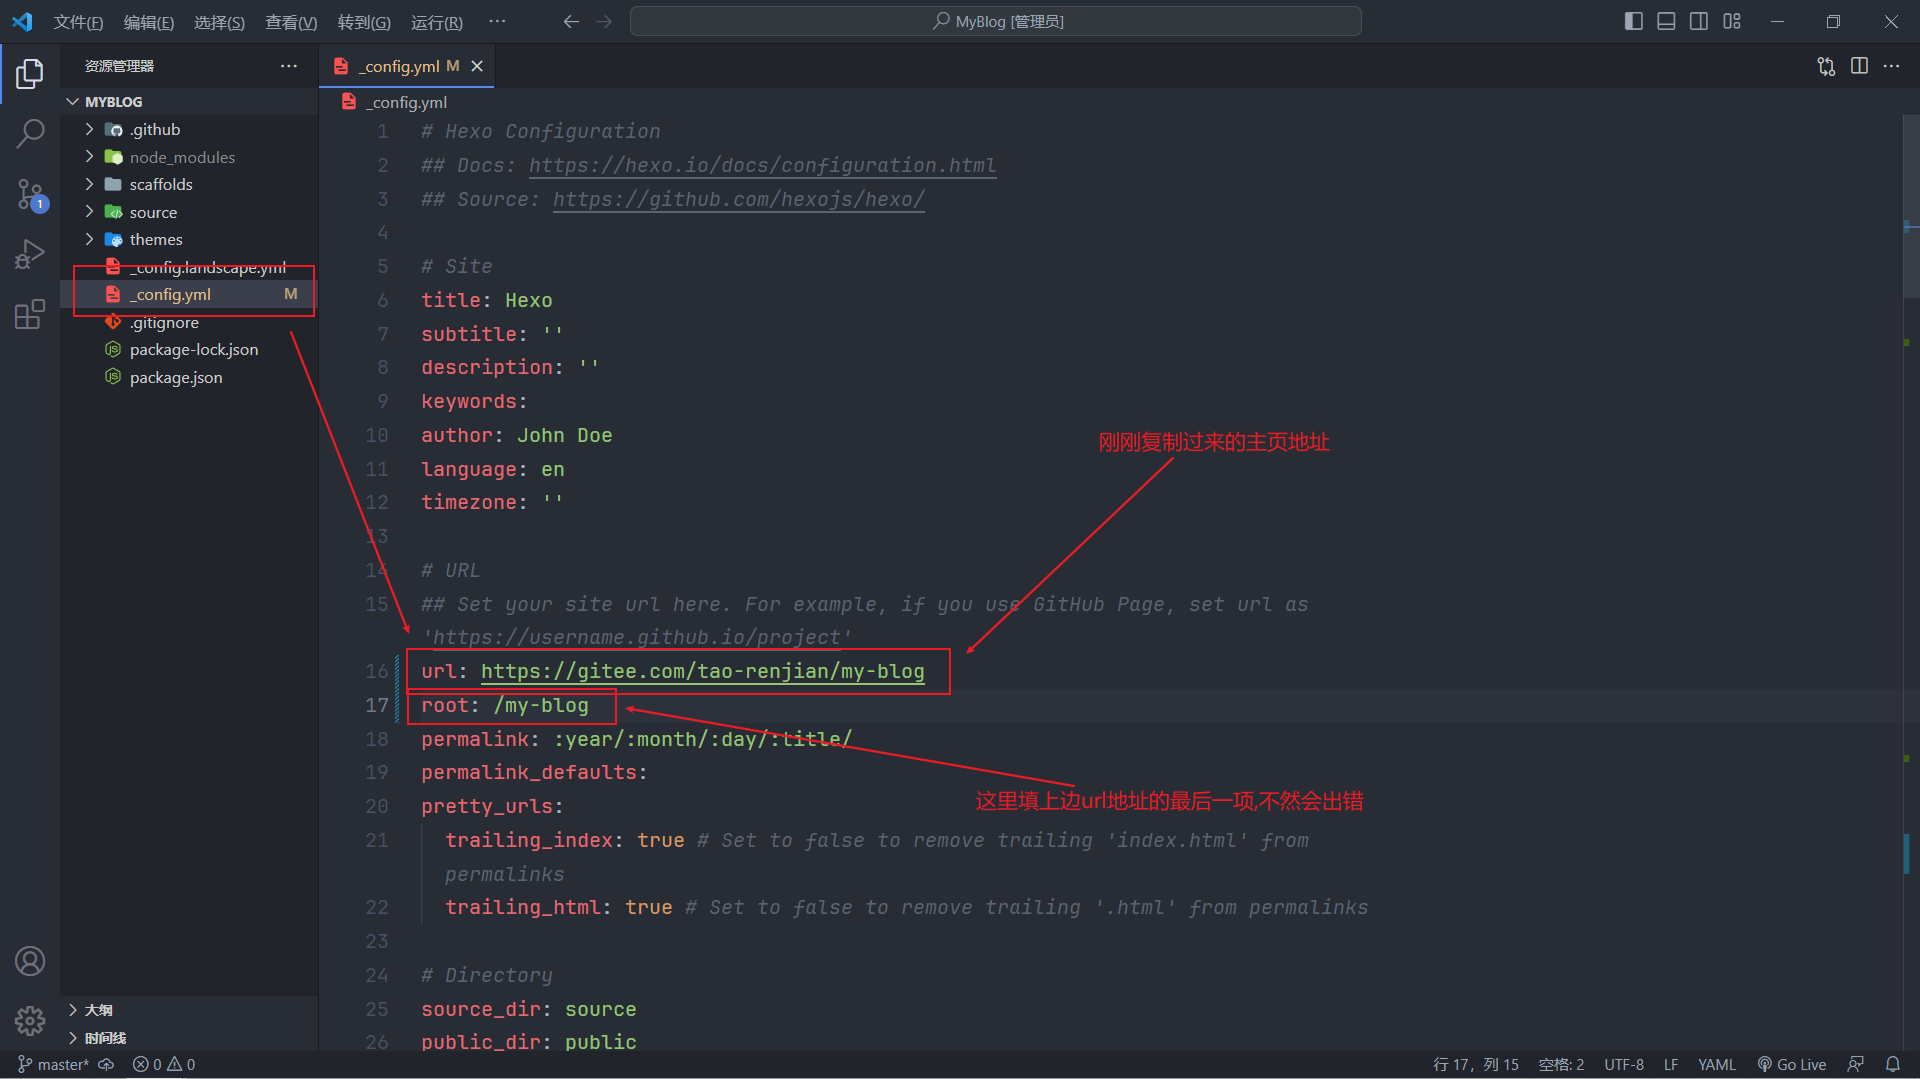 文件(F) 编辑(E) 选择(S) 查看(V) 转到(G) 运行(R) ··· MyBlog [管理员]
资源管理器 ···
_config.yml M
MYBLOG
_config.yml
.github
node_modules
scaffolds
source
themes
_config.landscape.yml
_config.yml M
.gitignore
package-lock.json
package.json
1
1 # Hexo Configuration
2 ## Docs: https://hexo.io/docs/configuration.html
3 ## Source: https://github.com/hexojs/hexo/
4
5 # Site
6 title: Hexo
7 subtitle: ''
8 description: ''
9 keywords:
10 author: John Doe
11 language: en
12 timezone: ''
13
14 # URL
15 ## Set your site url here. For example, if you use GitHub Page, set url as
'https://username.github.io/project'
16 url: https://gitee.com/tao-renjian/my-blog
17 root: /my-blog
18 permalink: :year/:month/:day/:title/
19 permalink_defaults:
20 pretty_urls:
21 trailing_index: true # Set to false to remove trailing 'index.html' from
permalinks
22 trailing_html: true # Set to false to remove trailing '.html' from permalinks
23
24 # Directory
25 source_dir: source
26 public_dir: public
刚刚复制过来的主页地址
这里填上边url地址的最后一项,不然会出错
大纲
时间线
master* 0 0 行 17，列 15 空格: 2 UTF-8 LF YAML Go Live